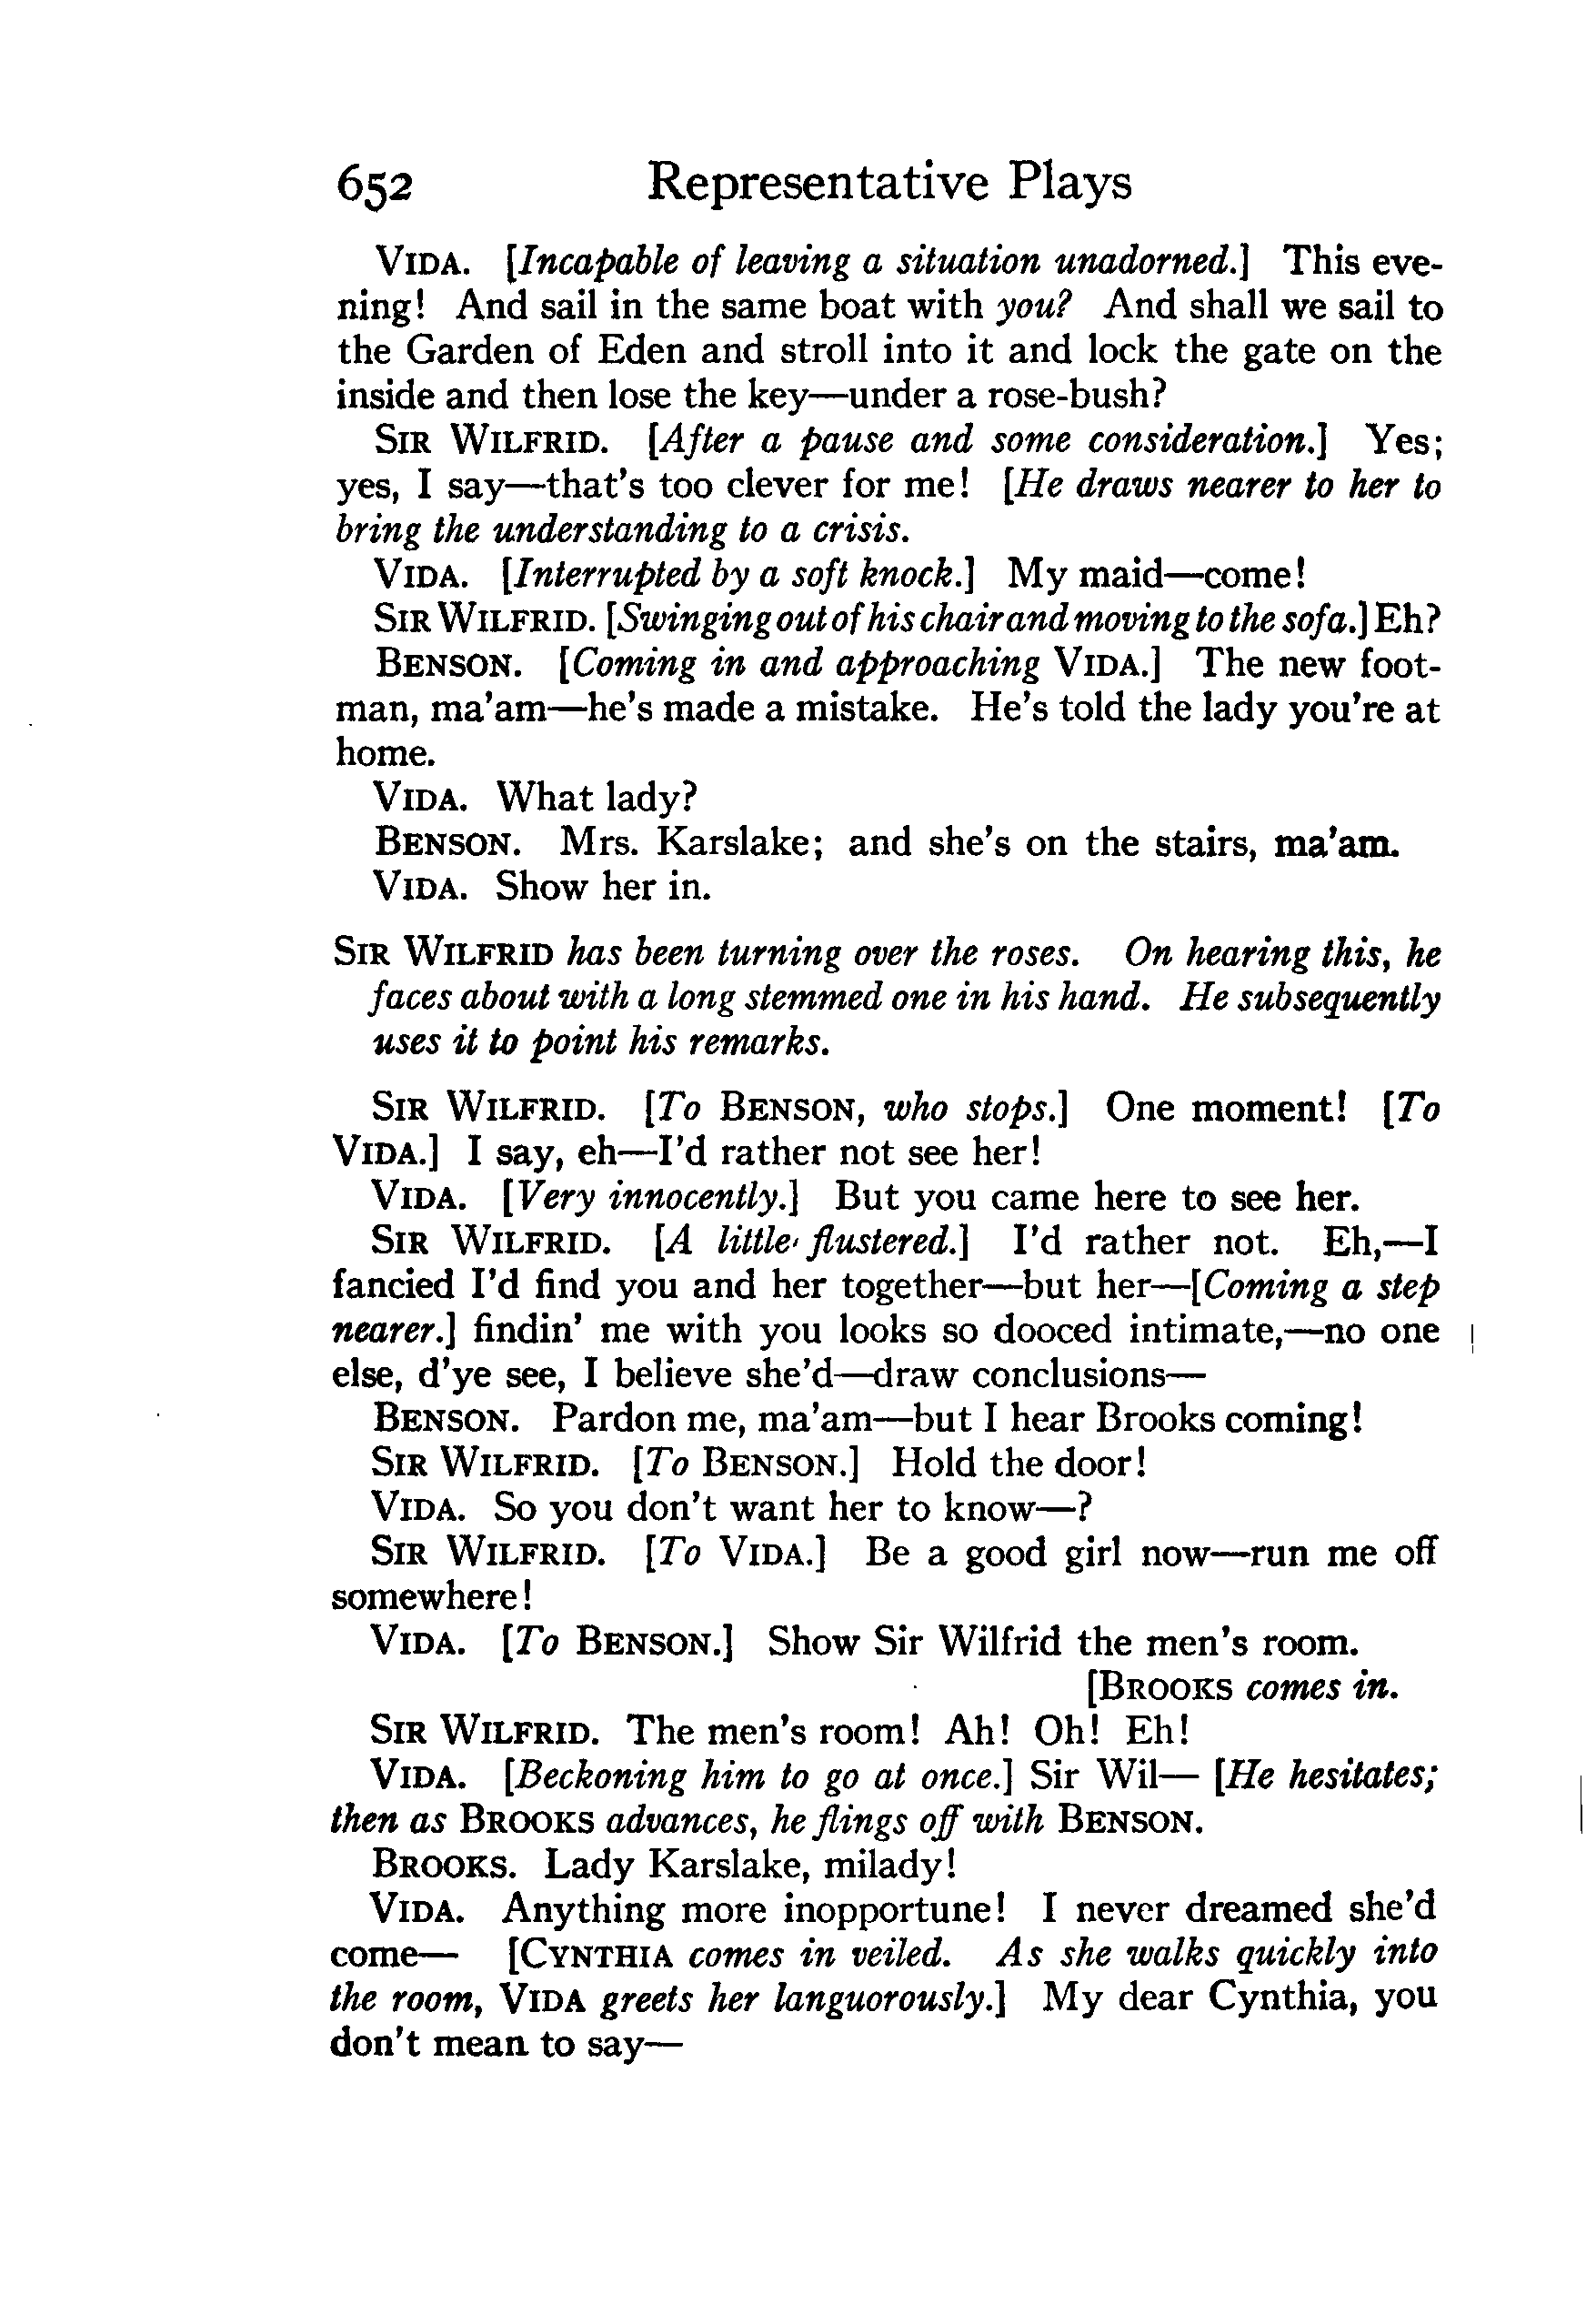 652 Representative Plays
VIDA. [Incapable of leaving a situation unadorned.] This eve-
ning! And sail in the same boat with you? And shall we sail to
the Garden of Eden and stroll into it and lock the gate on the
inside and then lose the key—under a rose-bush?
SIR WILFRID. [After a pause and some consideration.] Yes;
yes, I say—that's too clever for me! [He draws nearer to her to
bring the understanding to a crisis.
VIDA. [Interrupted by a soft knock.] My maid—come!
SIR WILFRID. [Swinging out of his chair and moving to the sofa.] Eh?
BENSON. [Coming in and approaching VIDA.] The new foot-
man, ma'am—he's made a mistake. He's told the lady you're at
home.
VIDA. What lady?
BENSON. Mrs. Karslake; and she's on the stairs, ma'am.
VIDA. Show her in.
SIR WILFRID has been turning over the roses. On hearing this, he
faces about with a long stemmed one in his hand. He subsequently
uses it to point his remarks.
SIR WILFRID. [To BENSON, who stops.] One moment! [To
VIDA.] I say, eh—I'd rather not see her!
VIDA. [Very innocently.] But you came here to see her.
SIR WILFRID. [A little flustered.] I'd rather not. Eh,—I
fancied I'd find you and her together—but her—[Coming a step
nearer.] findin' me with you looks so dooced intimate,—no one
else, d'ye see, I believe she'd—draw conclusions—
BENSON. Pardon me, ma'am—but I hear Brooks coming!
SIR WILFRID. [To BENSON.] Hold the door!
VIDA. So you don't want her to know—?
SIR WILFRID. [To VIDA.] Be a good girl now—run me off
somewhere!
VIDA. [To BENSON.] Show Sir Wilfrid the men's room.
[BROOKS comes in.
SIR WILFRID. The men's room! Ah! Oh! Eh!
VIDA. [Beckoning him to go at once.] Sir Wil— [He hesitates;
then as BROOKS advances, he flings off with BENSON.
BROOKS. Lady Karslake, milady!
VIDA. Anything more inopportune! I never dreamed she'd
come— [CYNTHIA comes in veiled. As she walks quickly into
the room, VIDA greets her languorously.] My dear Cynthia, you
don't mean to say—